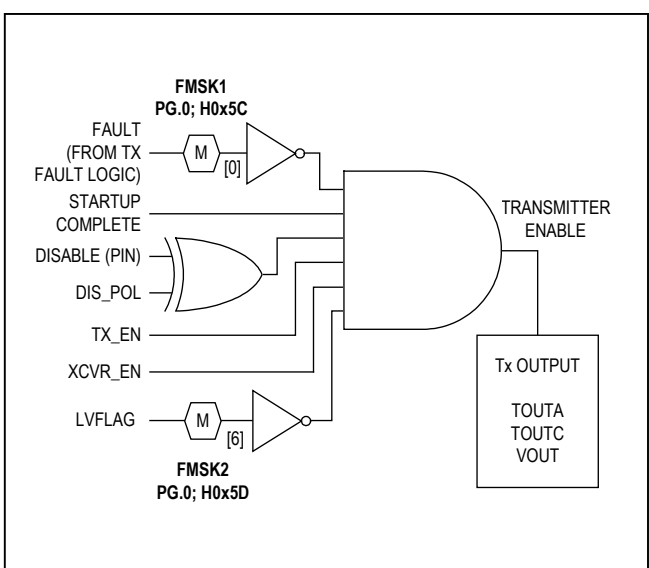 FMSK1
PG.0; H0x5C
FAULT
(FROM TX
FAULT LOGIC)
M
[0]
STARTUP
COMPLETE
DISABLE (PIN)
DIS_POL
TX_EN
XCVR_EN
LVFLAG
M
[6]
FMSK2
PG.0; H0x5D
TRANSMITTER
ENABLE
Tx OUTPUT
TOUTA
TOUTC
VOUT